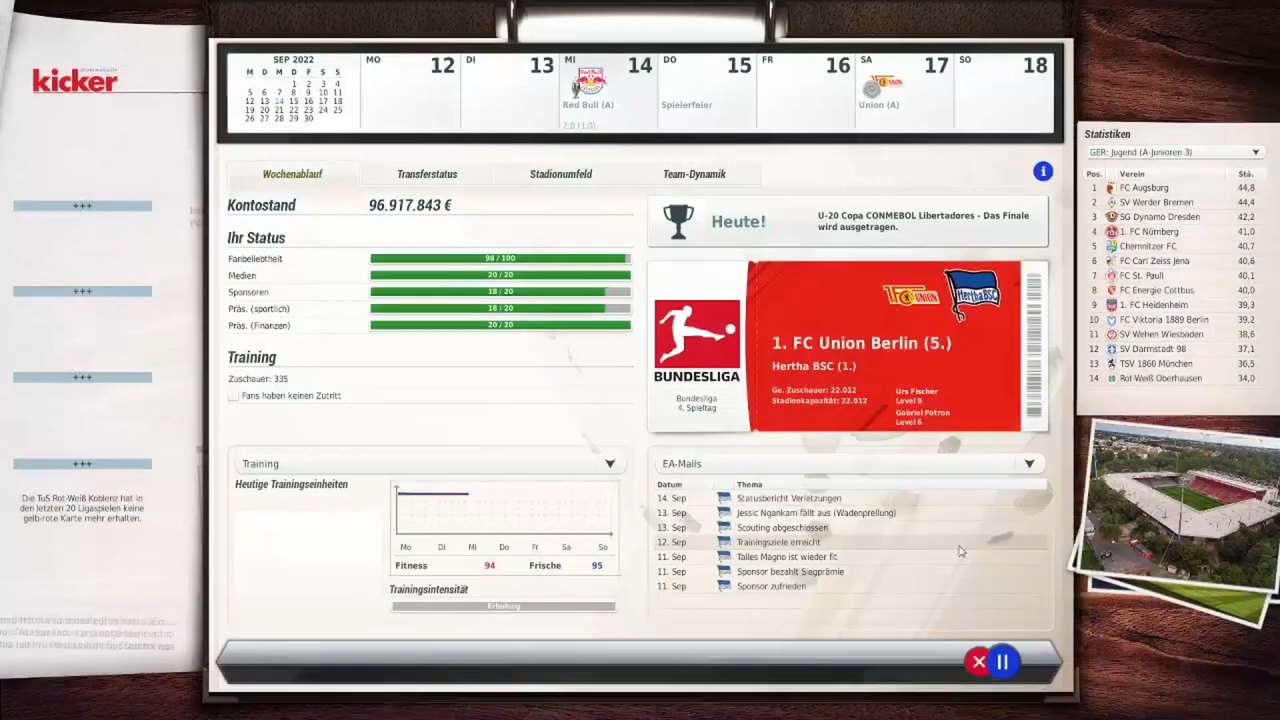 kicker
+++
+++
+++
+++
Die TuS Rot-Weiß Koblenz hat in
den letzten 20 Ligaspielen keine
gelb-rote Karte mehr erhalten.
SEP 2022
M D M D F S S
1 2 3 4
5 6 7 8 9 10 11
12 13 14 15 16 17 18
19 20 21 22 23 24 25
26 27 28 29 30
MO 12
DI 13
MI 14
Red Bull (A)
2:0 (1:0)
DO 15
Spieierfeier
FR 16
SA 17
Union (A)
SO 18
Wochenablauf Transferstatus Stadionumfeld Team-Dynamik
i
Kontostand 96.917.843 €
Ihr Status
Fanbeliebtheit 98 / 100
Medien 20 / 20
Sponsoren 18 / 20
Präs. (sportlich) 18 / 20
Präs. (Finanzen) 20 / 20
Training
Zuschauer: 335
Fans haben keinen Zutritt
Heute!
U-20 Copa CONMEBOL Libertadores - Das Finale
wird ausgetragen.
BUNDESLIGA
Bundesliga
4. Spieltag
UNION
Hertha BSC
1. FC Union Berlin (5.)
Hertha BSC (1.)
Ge. Zuschauer: 22.012
Stadionkapazität: 22.012
Urs Fischer
Level 9
Gabriel Patron
Level 6
Training
Heutige Trainingseinheiten
Mo Di Mi Do Fr Sa So
Fitness 94 Frische 95
Trainingsintensität
Erholung
EA-Mails
Datum Thema
14. Sep Statusbericht Verletzungen
13. Sep Jessic Ngankam fällt aus (Wadenprellung)
13. Sep Scouting abgeschlossen
12. Sep Trainingsziele erreicht
11. Sep Talles Magno ist wieder fit
11. Sep Sponsor bezahlt Siegprämie
11. Sep Sponsor zufrieden
Statistiken
GER: Jugend (A-Junioren 3)
Pos. Verein Stä.
1 FC Augsburg 44,8
2 SV Werder Bremen 44,4
3 SG Dynamo Dresden 42,2
4 1. FC Nürnberg 41,0
5 Chemnitzer FC 40,7
6 FC Carl Zeiss Jena 40,6
7 FC St. Pauli 40,1
8 FC Energie Cottbus 40,0
9 1. FC Heidenheim 39,3
10 FC Viktoria 1889 Berlin 39,2
11 SV Wehen Wiesbaden 38,6
12 SV Darmstadt 98 37,1
13 TSV 1860 München 36,5
14 Rot-Weiß Oberhausen 34,0